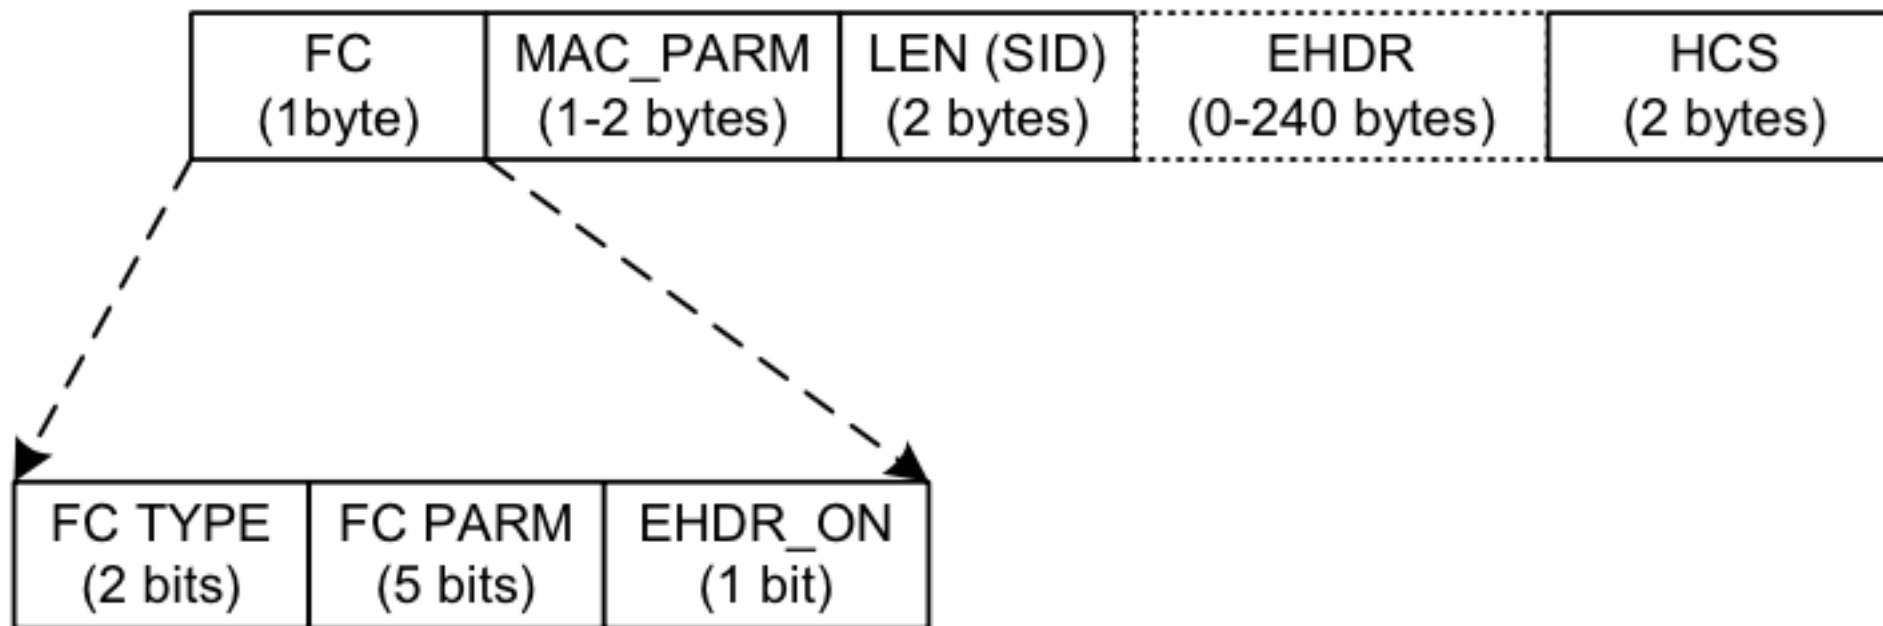 FC
(1byte)
MAC_PARM
(1-2 bytes)
LEN (SID)
(2 bytes)
EHDR
(0-240 bytes)
HCS
(2 bytes)
FC TYPE
(2 bits)
FC PARM
(5 bits)
EHDR_ON
(1 bit)